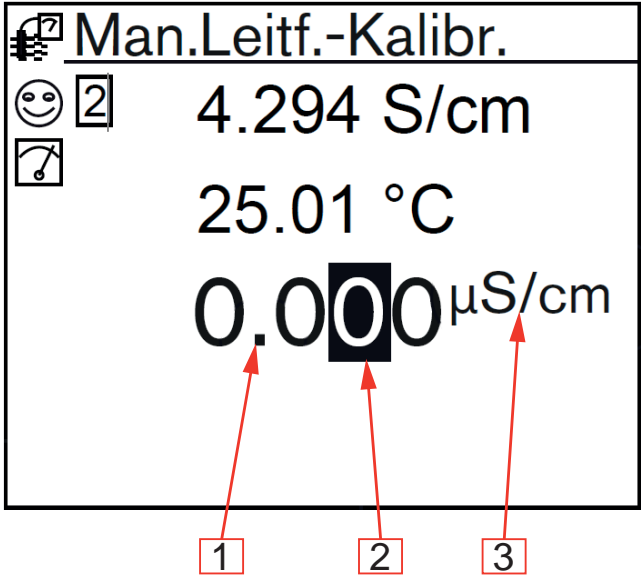 Man.Leitf.-Kalibr.
2 4.294 S/cm
25.01 °C
0.000 µS/cm
1 2 3